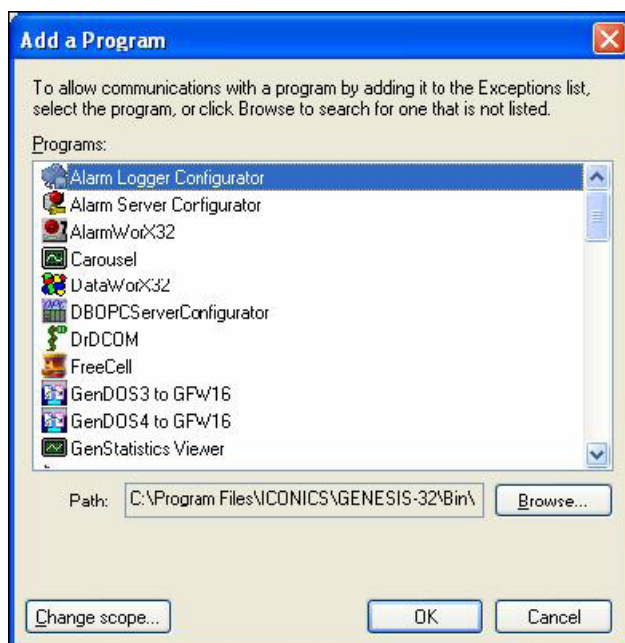 Add a Program
To allow communications with a program by adding it to the Exceptions list,
select the program, or click Browse to search for one that is not listed.
Programs:
Alarm Logger Configurator
Alarm Server Configurator
AlarmWorX32
Carousel
DataWorX32
DBOPCServerConfigurator
DrDCOM
FreeCell
GenDOS3 to GFW16
GenDOS4 to GFW16
GenStatistics Viewer
Path: C:\Program Files\ICONICS\GENESIS-32\Bin\ Browse...
Change scope... OK Cancel